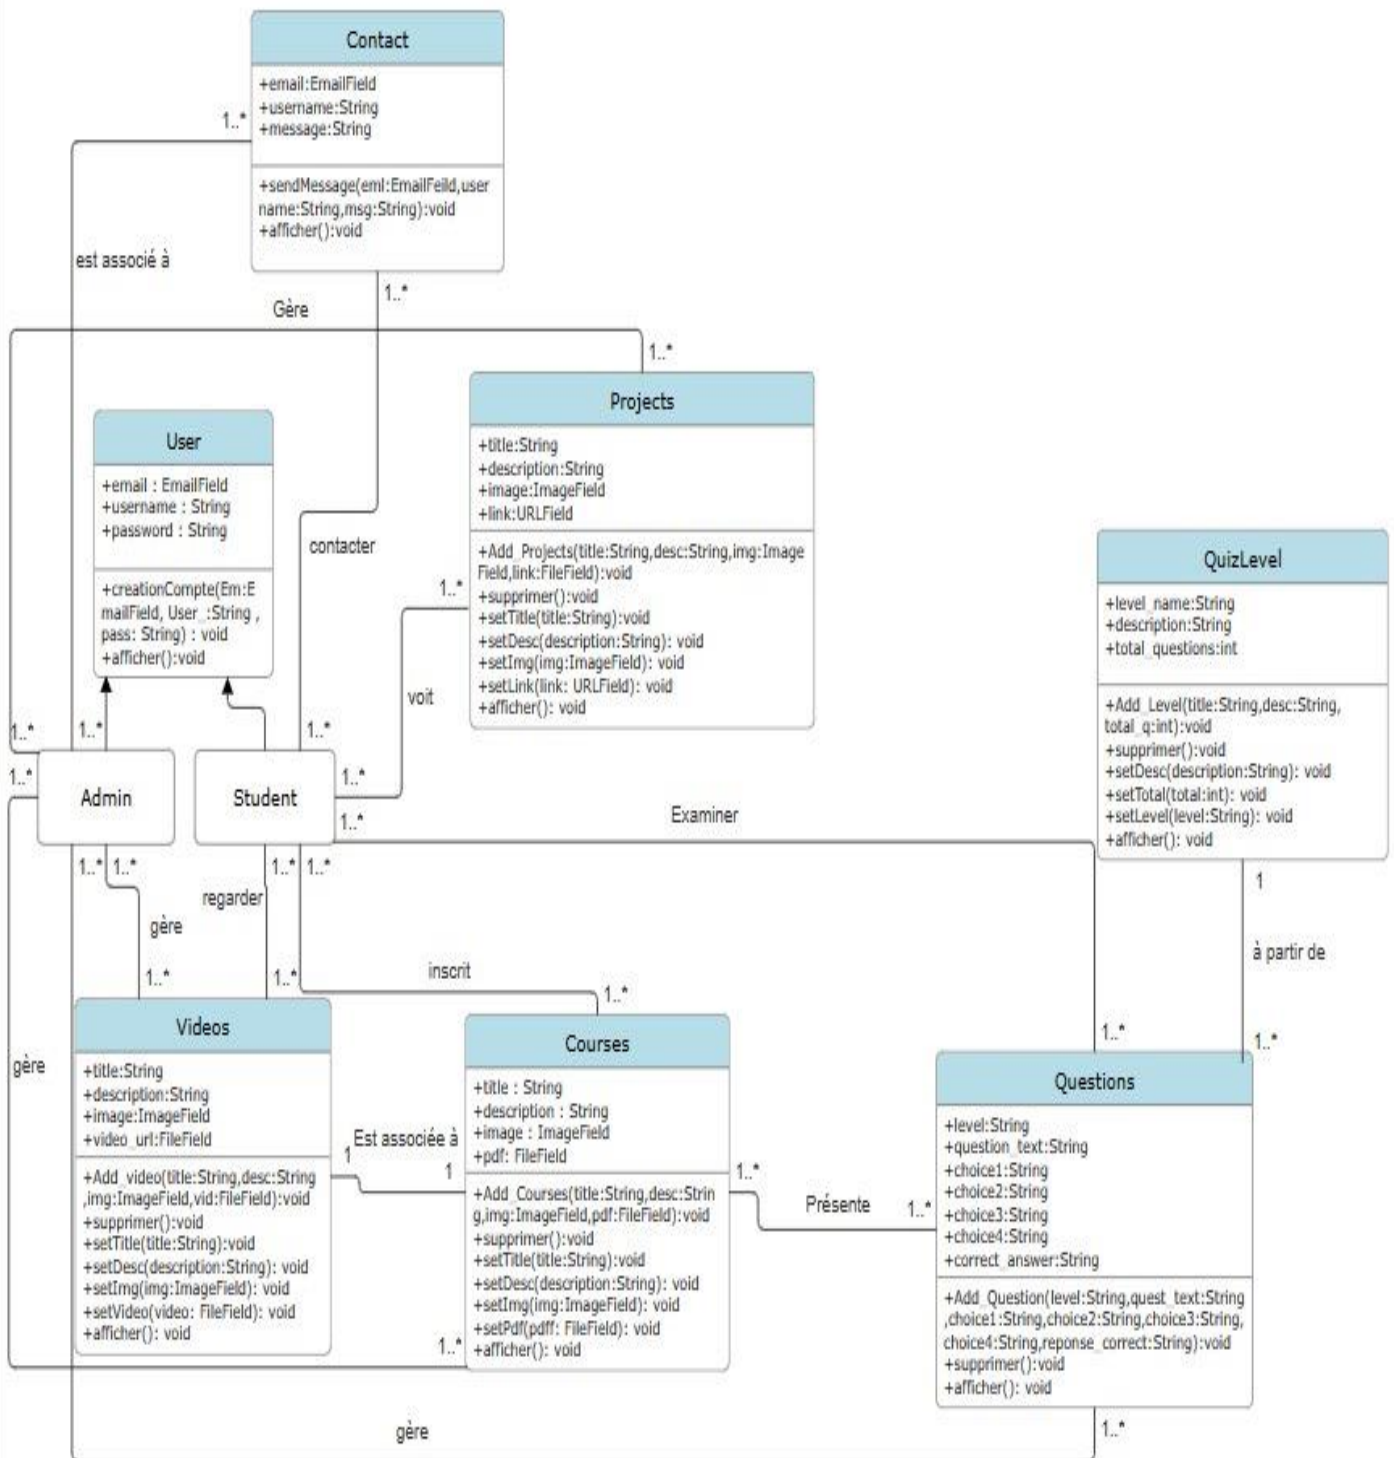 Contact
+email:EmailField
+username:String
+message:String
1..*
+sendMessage(eml:EmailFeild,user
name:String,msg:String):void
+afficher():void
est associé à
1..*
Gère
1..*
Projects
+title:String
+description:String
+image:ImageField
+link:URLField
+Add_Projects(title:String,desc:String,img:Image
Field,link:FileField):void
+supprimer():void
+setTitle(title:String):void
+setDesc(description:String): void
+setImg(img:ImageField): void
+setLink(link: URLField): void
+afficher(): void
User
+email : EmailField
+username : String
+password : String
+creationCompte(Em:E
mailField, User_:String ,
pass: String) : void
+afficher():void
contacter
1..*
voit
QuizLevel
+level_name:String
+description:String
+total_questions:int
+Add_Level(title:String,desc:String,
total_q:int):void
+supprimer():void
+setDesc(description:String): void
+setTotal(total:int): void
+setLevel(level:String): void
+afficher(): void
1..*
1..*
1..*
1..*
Admin
Student
1..*
1..*
Examiner
1..*
1..*
1..*
1..*
regarder
gère
1
à partir de
1..*
1..*
1..*
inscrit
1..*
1..*
1..*
gère
Videos
+title:String
+description:String
+image:ImageField
+video_url:FileField
+Add_video(title:String,desc:String
,img:ImageField,vid:FileField):void
+supprimer():void
+setTitle(title:String):void
+setDesc(description:String): void
+setImg(img:ImageField): void
+setVideo(video: FileField): void
+afficher(): void
Est associée à
1
1
Courses
+title : String
+description : String
+image : ImageField
+pdf: FileField
+Add_Courses(title:String,desc:Strin
g,img:ImageField,pdf:FileField):void
+supprimer():void
+setTitle(title:String):void
+setDesc(description:String): void
+setImg(img:ImageField): void
+setPdf(pdff: FileField): void
+afficher(): void
1..*
1..*
Présente
1..*
Questions
+level:String
+question_text:String
+choice1:String
+choice2:String
+choice3:String
+choice4:String
+correct_answer:String
+Add_Question(level:String,quest_text:String
,choice1:String,choice2:String,choice3:String,
choice4:String,reponse_correct:String):void
+supprimer():void
+afficher(): void
1..*
gère